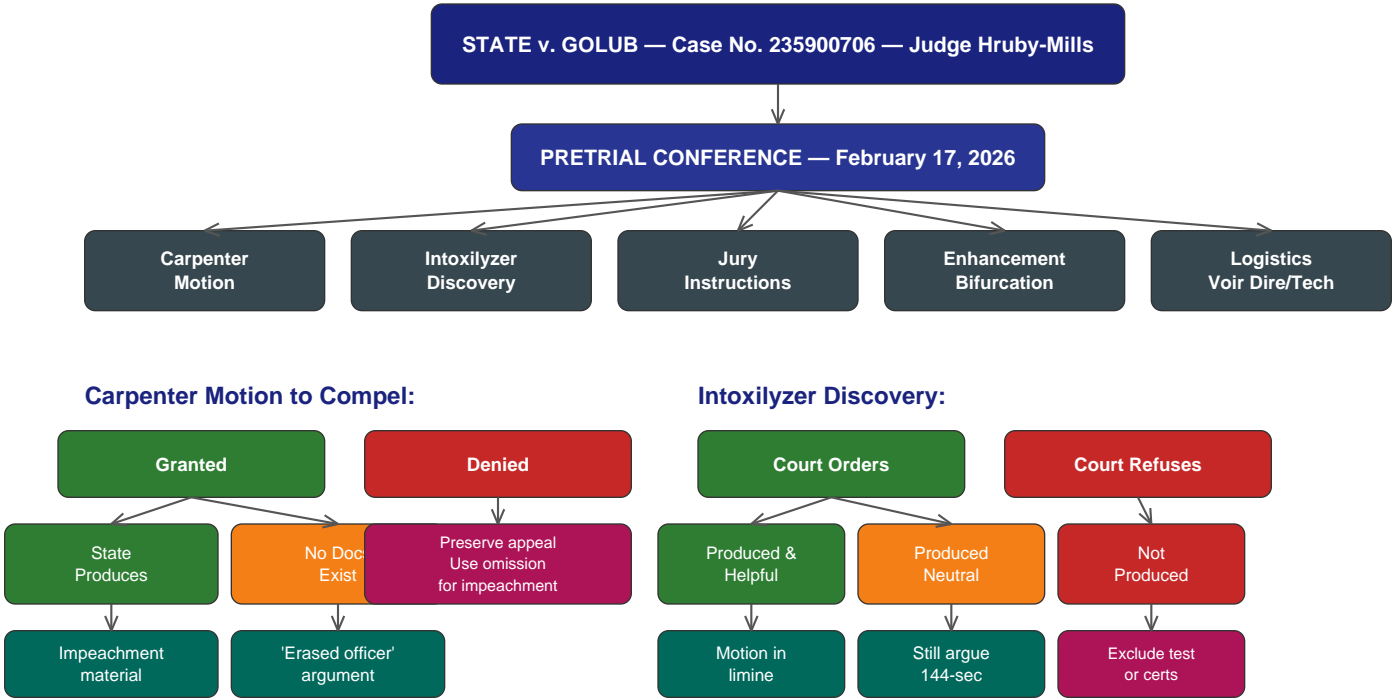 STATE v. GOLUB — Case No. 235900706 — Judge Hruby-Mills
PRETRIAL CONFERENCE — February 17, 2026
Carpenter
Motion
Intoxilyzer
Discovery
Jury
Instructions
Enhancement
Bifurcation
Logistics
Voir Dire/Tech
Carpenter Motion to Compel:
Intoxilyzer Discovery:
Granted
Denied
Court Orders
Court Refuses
State
Produces
No Docs
Exist
Preserve appeal
Use omission
for impeachment
Produced &
Helpful
Produced
Neutral
Not
Produced
Impeachment
material
'Erased officer'
argument
Motion in
limine
Still argue
144-sec
Exclude test
or certs